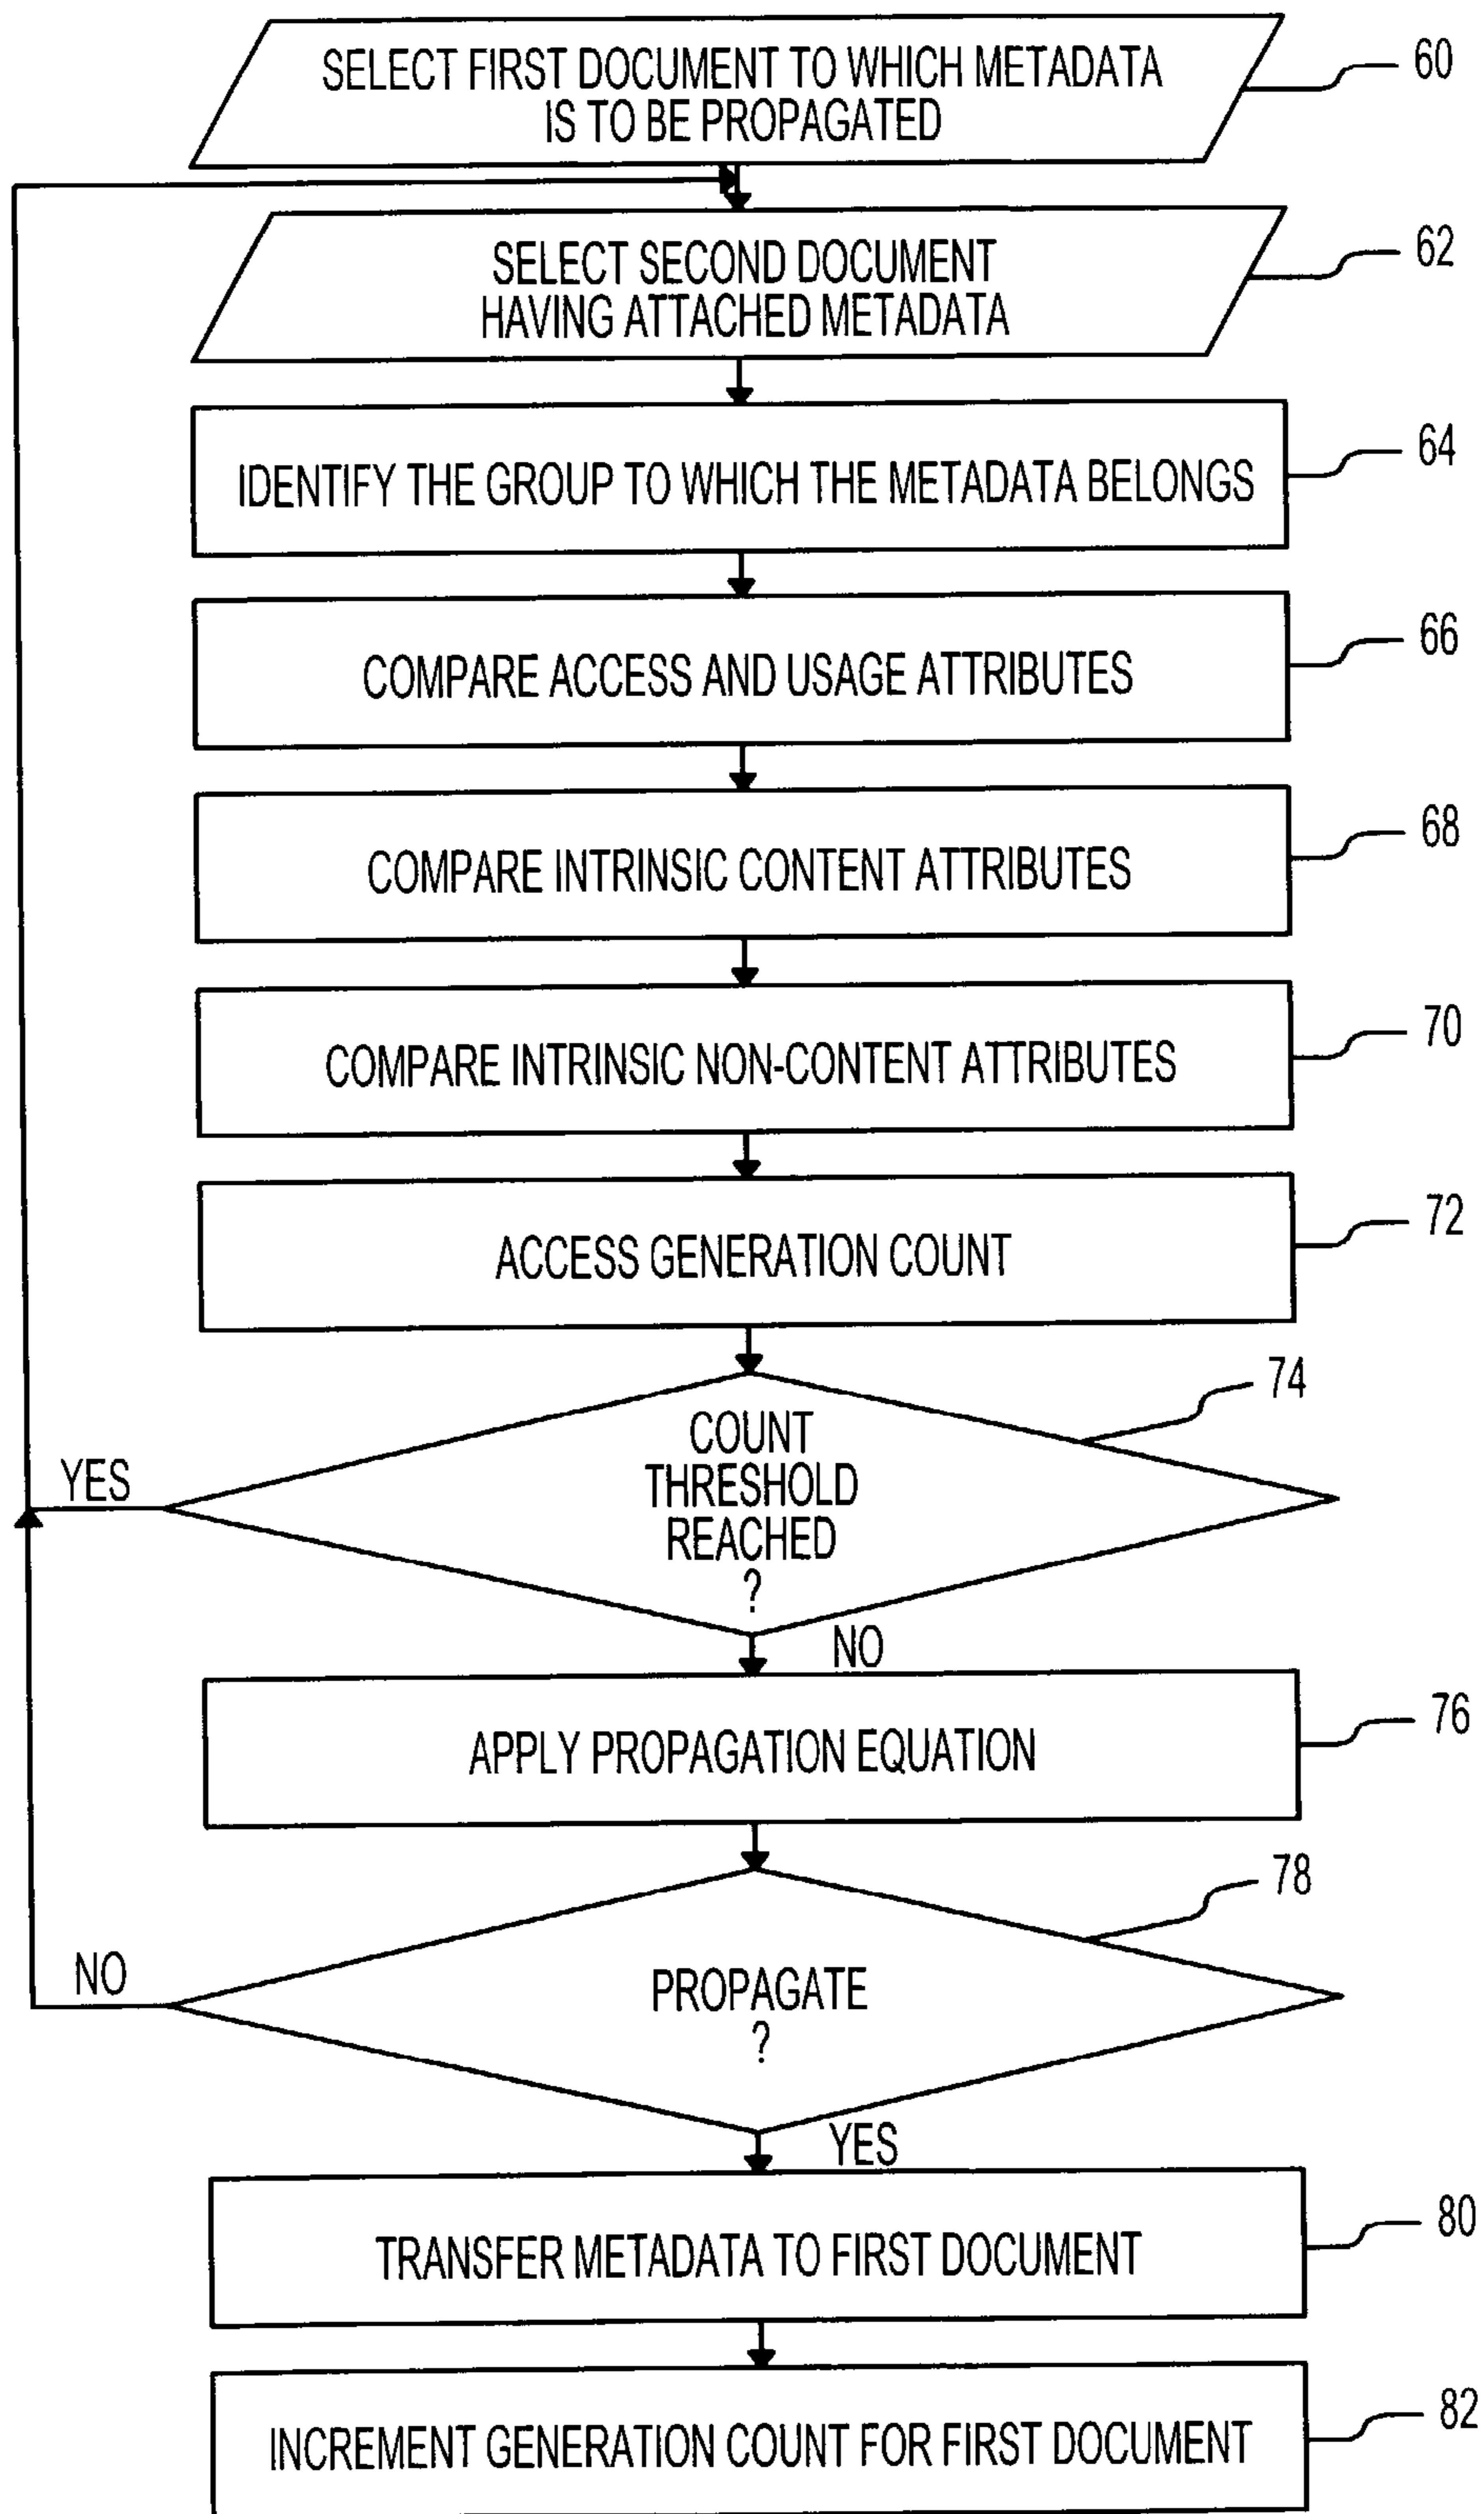 SELECT FIRST DOCUMENT TO WHICH METADATA
IS TO BE PROPAGATED
60
SELECT SECOND DOCUMENT
HAVING ATTACHED METADATA
62
IDENTIFY THE GROUP TO WHICH THE METADATA BELONGS
64
COMPARE ACCESS AND USAGE ATTRIBUTES
66
COMPARE INTRINSIC CONTENT ATTRIBUTES
68
COMPARE INTRINSIC NON-CONTENT ATTRIBUTES
70
ACCESS GENERATION COUNT
72
74
COUNT
THRESHOLD
REACHED
?
YES
NO
APPLY PROPAGATION EQUATION
76
78
PROPAGATE
?
NO
YES
TRANSFER METADATA TO FIRST DOCUMENT
80
INCREMENT GENERATION COUNT FOR FIRST DOCUMENT
82